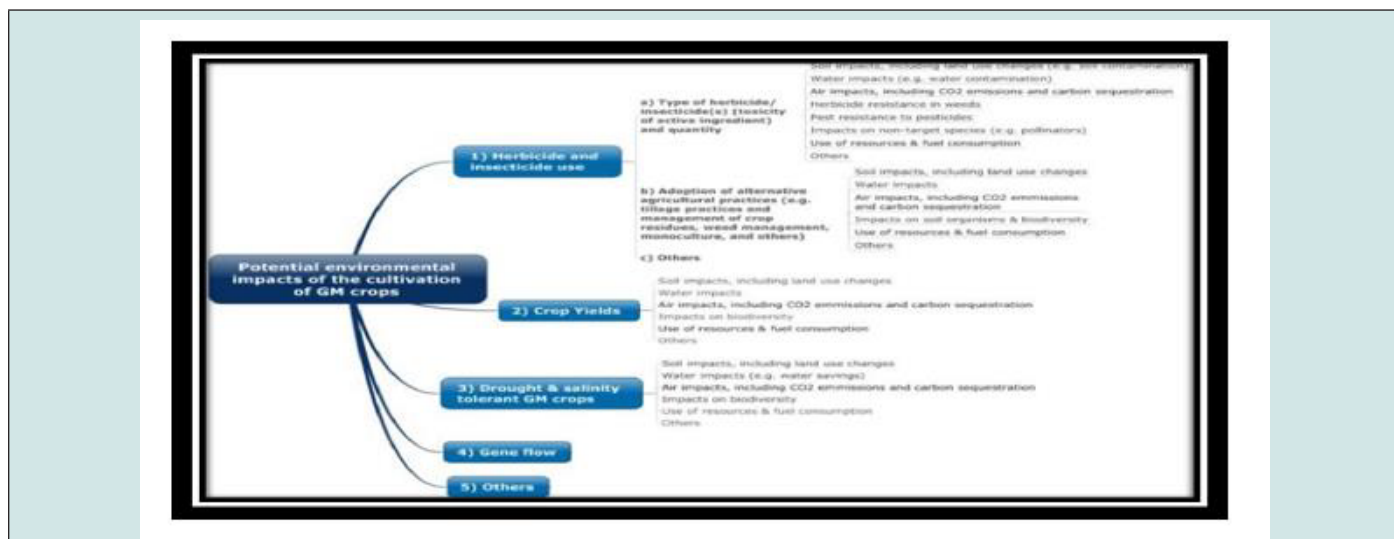 Potential environmental
impacts of the cultivation
of GM crops
1) Herbicide and
insecticide use
a) Type of herbicide/
insecticide(s) (toxicity
of active ingredient)
and quantity
Soil impacts, including land use changes (e.g. soil contamination)
Water impacts (e.g. water contamination)
Air impacts, including CO2 emissions and carbon sequestration
Herbicide resistance in weeds
Pest resistance to pesticides
Impacts on non-target species (e.g. pollinators)
Use of resources & fuel consumption
Others
b) Adoption of alternative
agricultural practices (e.g.
tillage practices and
management of crop
residues, weed management,
monoculture, and others)
Soil impacts, including land use changes
Water impacts
Air impacts, including CO2 emmissions
and carbon sequestration
Impacts on soil organisms & biodiversity
Use of resources & fuel consumption
Others
c) Others
2) Crop Yields
Soil impacts, including land use changes
Water impacts
Air impacts, including CO2 emmissions and carbon sequestration
Impacts on biodiversity
Use of resources & fuel consumption
Others
3) Drought & salinity
tolerant GM crops
Soil impacts, including land use changes
Water impacts (e.g. water savings)
Air impacts, including CO2 emmissions and carbon sequestration
Impacts on biodiversity
Use of resources & fuel consumption
Others
4) Gene flow
5) Others